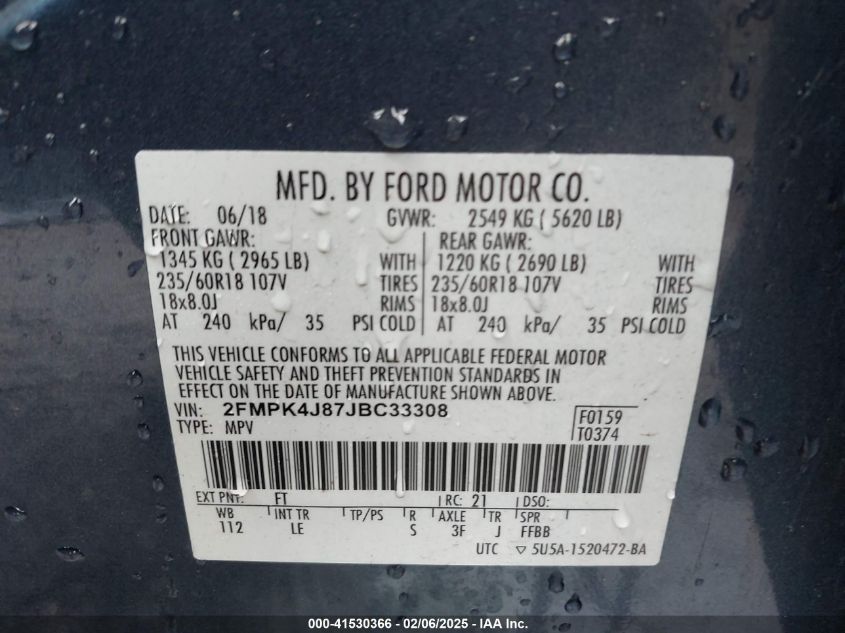 MFD. BY FORD MOTOR CO.
DATE: 06/18 GVWR: 2549 KG ( 5620 LB)
FRONT GAWR: REAR GAWR:
1345 KG ( 2965 LB) WITH 1220 KG ( 2690 LB) WITH
235/60R18 107V TIRES 235/60R18 107V TIRES
18x8.0J RIMS 18x8.0J RIMS
AT 240 kPa/ 35 PSI COLD AT 240 kPa/ 35 PSI COLD
THIS VEHICLE CONFORMS TO ALL APPLICABLE FEDERAL MOTOR
VEHICLE SAFETY AND THEFT PREVENTION STANDARDS IN
EFFECT ON THE DATE OF MANUFACTURE SHOWN ABOVE.
VIN: 2FMPK4J87JBC33308 F0159
TYPE: MPV T0374
EXT PNT: FT RC: 21 DSO:
WB INT TR TP/PS R AXLE TR SPR
112 LE S 3F J FFBB
UTC ▽ 5U5A-1520472-BA
000-41530366 - 02/06/2025 - IAA Inc.